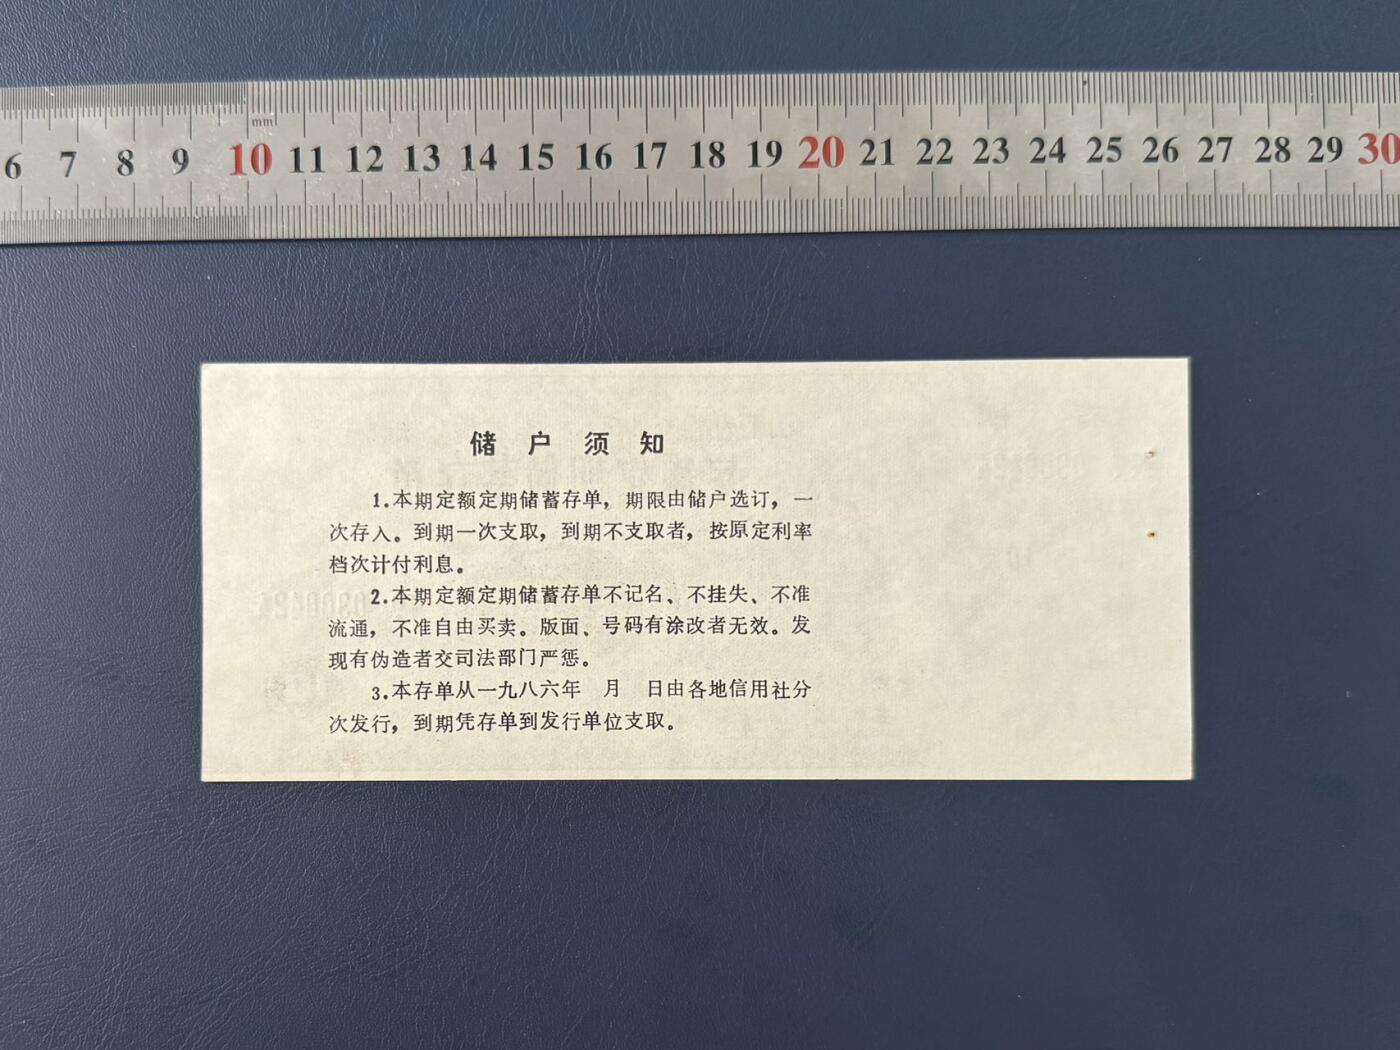 6 7 8 9 10 11 12 13 14 15 16 17 18 19 20 21 22 23 24 25 26 27 28 29 30
mm
储户须知
1.本期定额定期储蓄存单，期限由储户选订，一
次存入。到期一次支取，到期不支取者，按原定利率
档次计付利息。
2.本期定额定期储蓄存单不记名、不挂失、不准
流通，不准自由买卖。版面、号码有涂改者无效。发
现有伪造者交司法部门严惩。
3.本存单从一九八六年 月 日由各地信用社分
次发行，到期凭存单到发行单位支取。